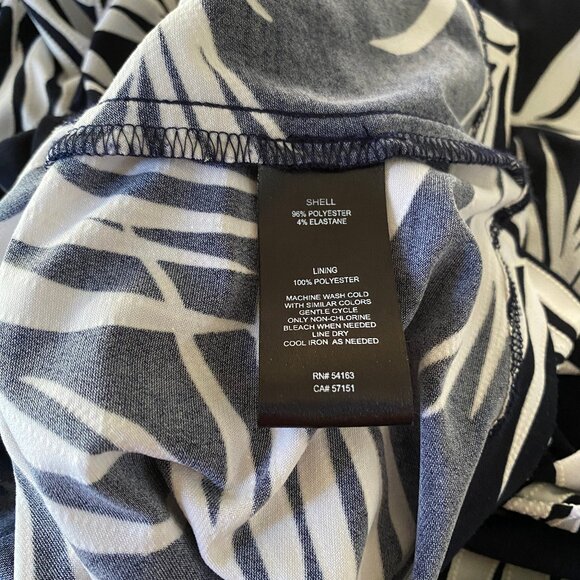 SHELL
96% POLYESTER
4% ELASTANE
LINING
100% POLYESTER
MACHINE WASH COLD
WITH SIMILAR COLORS
GENTLE CYCLE
ONLY NON-CHLORINE
BLEACH WHEN NEEDED
LINE DRY
COOL IRON AS NEEDED
RN# 54163
CA# 57151